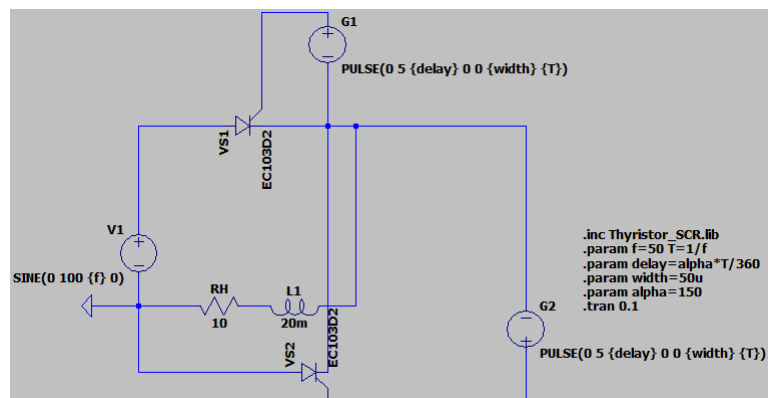 G1
PULSE(0 5 {delay} 0 0 {width} {T})
VS1
EC103D2
V1
SINE(0 100 {f} 0)
.inc Thyristor_SCR.lib
.param f=50 T=1/f
.param delay=alpha*T/360
.param width=50u
.param alpha=150
.tran 0.1
RH
10
L1
20m
G2
PULSE(0 5 {delay} 0 0 {width} {T})
VS2
EC103D2